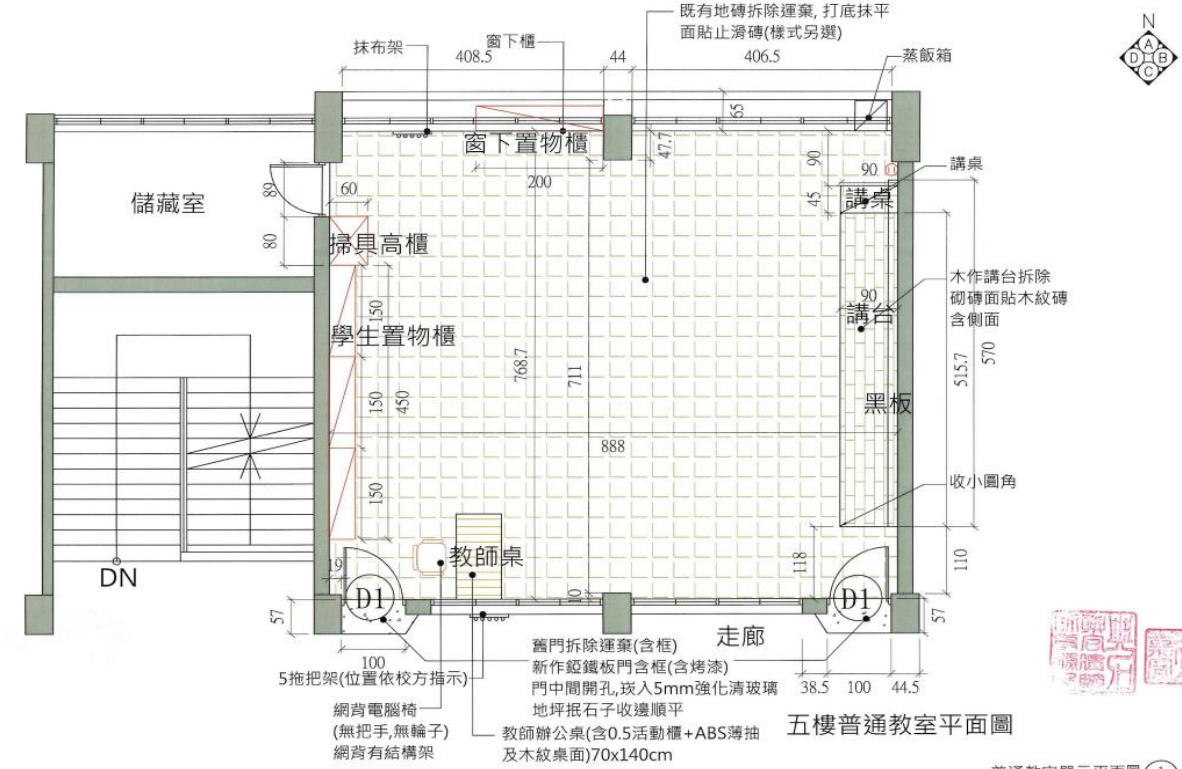 既有地磚拆除運棄, 打底抹平
面貼止滑磚(樣式另選)
N
A
D B
C
抹布架
窗下櫃
408.5
44
406.5
蒸飯箱
65
窗下置物櫃
47.7
90
90
講桌
200
儲藏室
89
60
45
講桌
掃具高櫃
80
木作講台拆除
砌磚面貼木紋磚
含側面
90
講台
150
學生置物櫃
768.7
711
515.7
570
150
450
黑板
888
150
收小圓角
教師桌
118
110
DN
19
D1
10
D1
57
57
走廊
100
舊門拆除運棄(含框)
新作鋁鐵板門含框(含烤漆)
門中間開孔,崁入5mm強化清玻璃
地坪抿石子收邊順平
5拖把架(位置依校方指示)
38.5
100
44.5
網背電腦椅
(無把手,無輪子)
網背有結構架
教師辦公桌(含0.5活動櫃+ABS薄抽
及木紋桌面)70x140cm
五樓普通教室平面圖